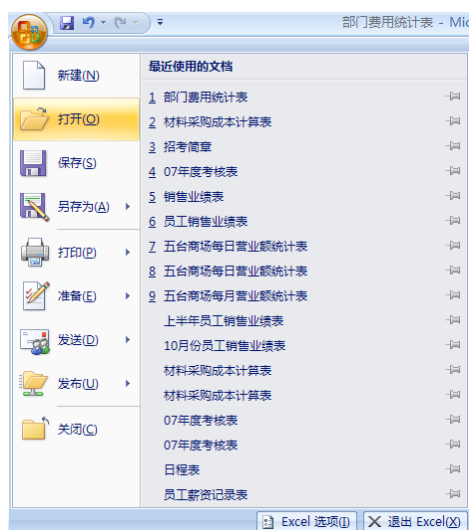 部门费用统计表 - Mic
新建(N)
打开(O)
保存(S)
另存为(A)
打印(P)
准备(E)
发送(D)
发布(U)
关闭(C)
最近使用的文档
1 部门费用统计表
2 材料采购成本计算表
3 招考简章
4 07年度考核表
5 销售业绩表
6 员工销售业绩表
7 五台商场每日营业额统计表
8 五台商场每日营业额统计表
9 五台商场每月营业额统计表
上半年员工销售业绩表
10月份员工销售业绩表
材料采购成本计算表
材料采购成本计算表
07年度考核表
07年度考核表
日程表
员工薪资记录表
Excel 选项(I)
退出 Excel(X)